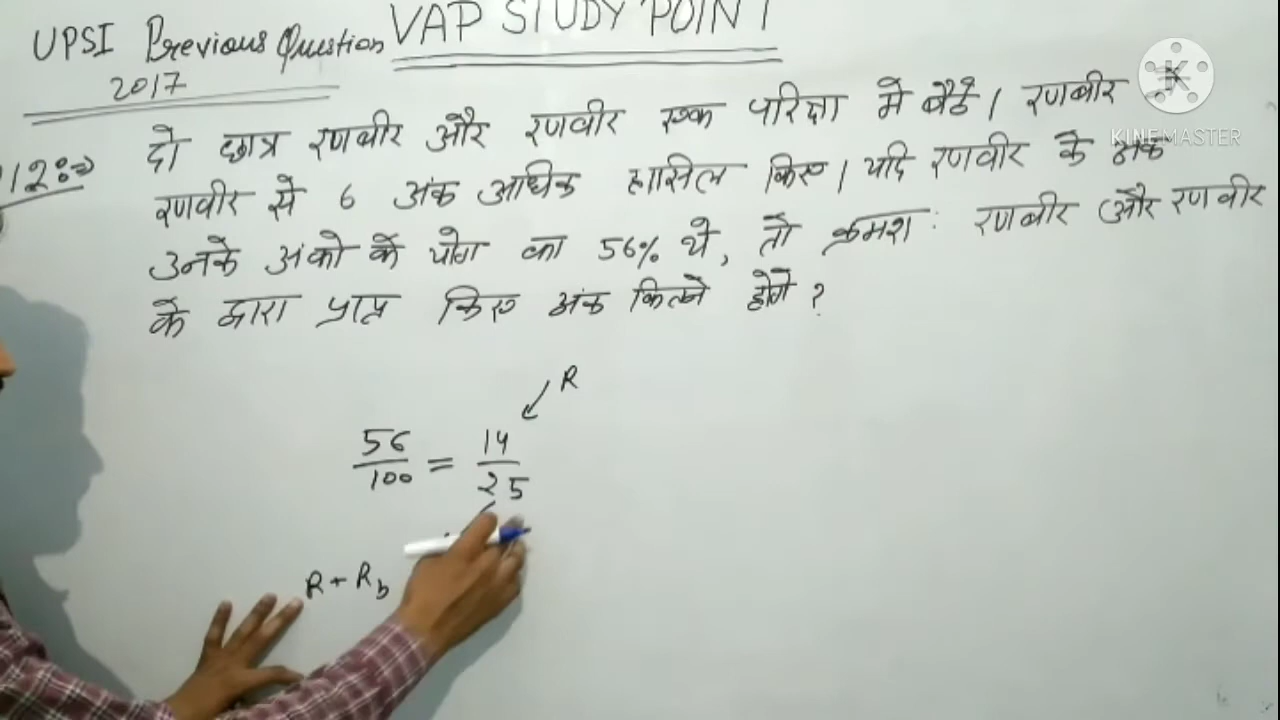 UPSI Previous Question VAP STUDY POINT
2017
KINEMASTER
12 दो छात्र रणबीर और रणवीर एक परिक्षा में बैठे। रणबीर ने
रणवीर से 6 अंक अधिक हासिल किए। यदि रणवीर के अंक
उनके अंको के योग का 56% थे, तो क्रमश: रणबीर और रणवीर
के द्वारा प्राप्त किए अंक कितने होगे ?
R
56/100 = 14/25
R + Rb